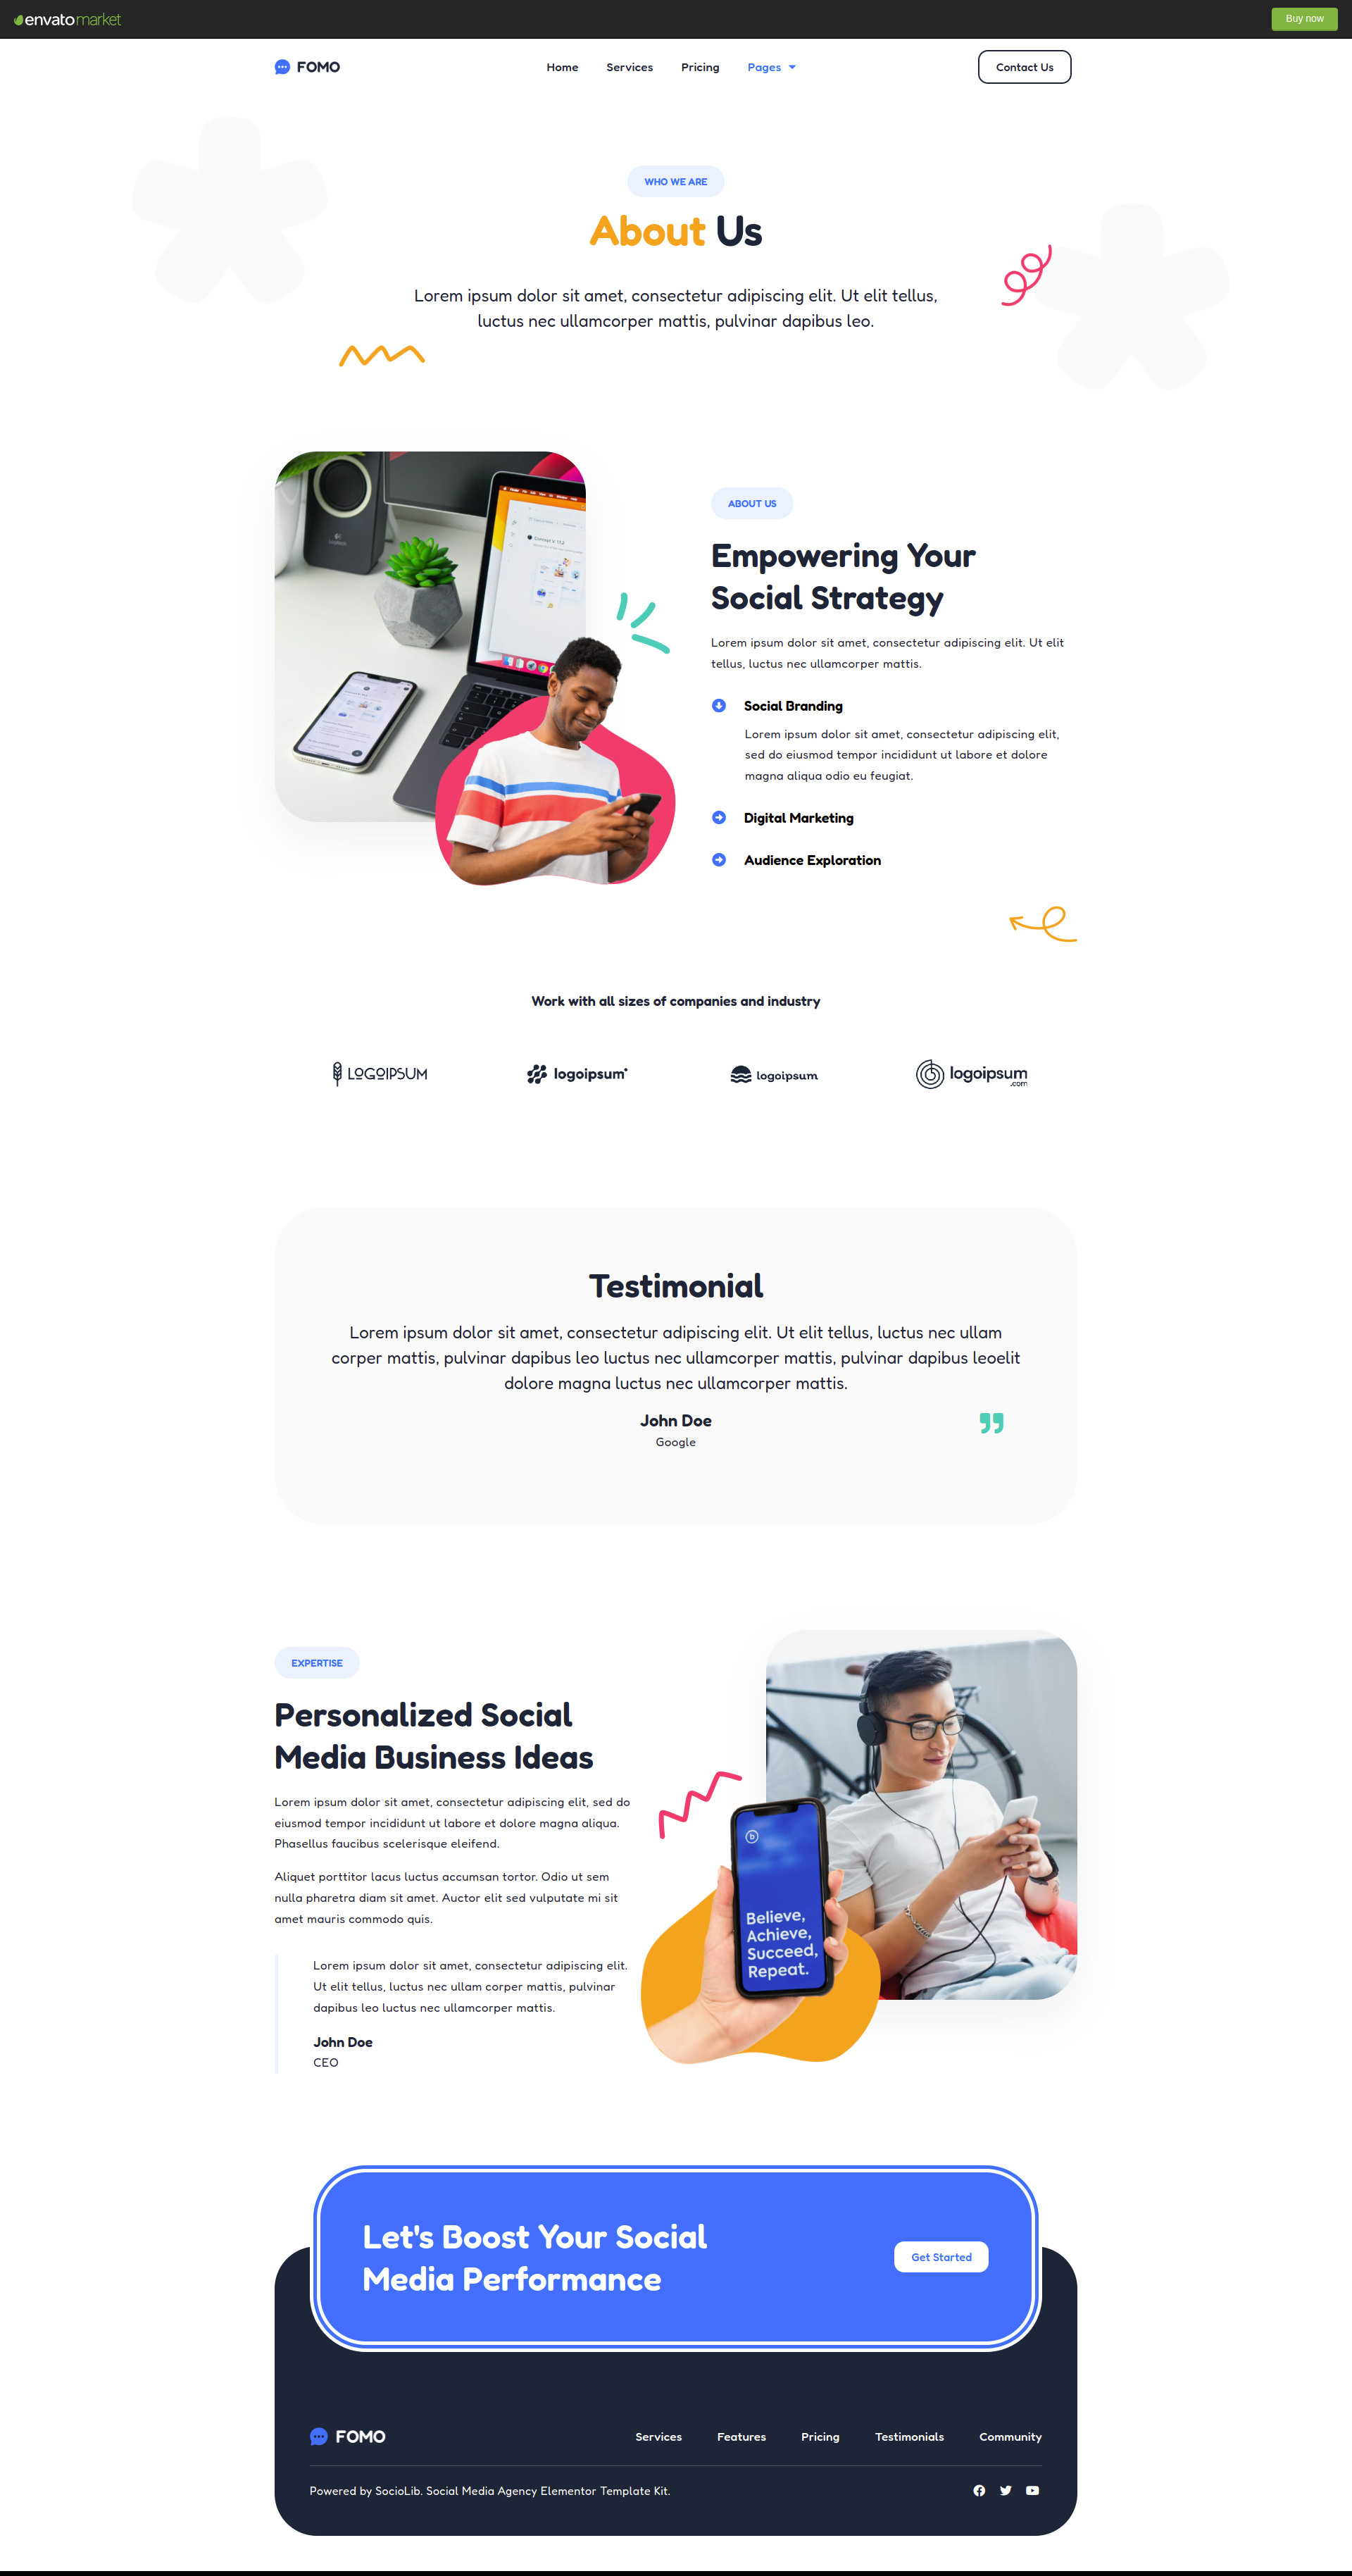 envatomarket
Buy now
FOMO
Home
Services
Pricing
Pages
Contact Us
WHO WE ARE
About Us
Lorem ipsum dolor sit amet, consectetur adipiscing elit. Ut elit tellus,
luctus nec ullamcorper mattis, pulvinar dapibus leo.
ABOUT US
Empowering Your
Social Strategy
Lorem ipsum dolor sit amet, consectetur adipiscing elit. Ut elit
tellus, luctus nec ullamcorper mattis.
Social Branding
Lorem ipsum dolor sit amet, consectetur adipiscing elit,
sed do eiusmod tempor incididunt ut labore et dolore
magna aliqua odio eu feugiat.
Digital Marketing
Audience Exploration
Work with all sizes of companies and industry
LOGOIPSUM
logoipsum
logoipsum
logoipsum
.com
Testimonial
Lorem ipsum dolor sit amet, consectetur adipiscing elit. Ut elit tellus, luctus nec ullam
corper mattis, pulvinar dapibus leo luctus nec ullamcorper mattis, pulvinar dapibus leoelit
dolore magna luctus nec ullamcorper mattis.
John Doe
Google
EXPERTISE
Personalized Social
Media Business Ideas
Lorem ipsum dolor sit amet, consectetur adipiscing elit, sed do
eiusmod tempor incididunt ut labore et dolore magna aliqua.
Phasellus faucibus scelerisque eleifend.
Aliquet porttitor lacus luctus accumsan tortor. Odio ut sem
nulla pharetra diam sit amet. Auctor elit sed vulputate mi sit
amet mauris commodo quis.
Lorem ipsum dolor sit amet, consectetur adipiscing elit.
Ut elit tellus, luctus nec ullam corper mattis, pulvinar
dapibus leo luctus nec ullamcorper mattis.
John Doe
CEO
Believe,
Achieve,
Succeed,
Repeat.
Let's Boost Your Social
Media Performance
Get Started
FOMO
Services
Features
Pricing
Testimonials
Community
Powered by SocioLib. Social Media Agency Elementor Template Kit.